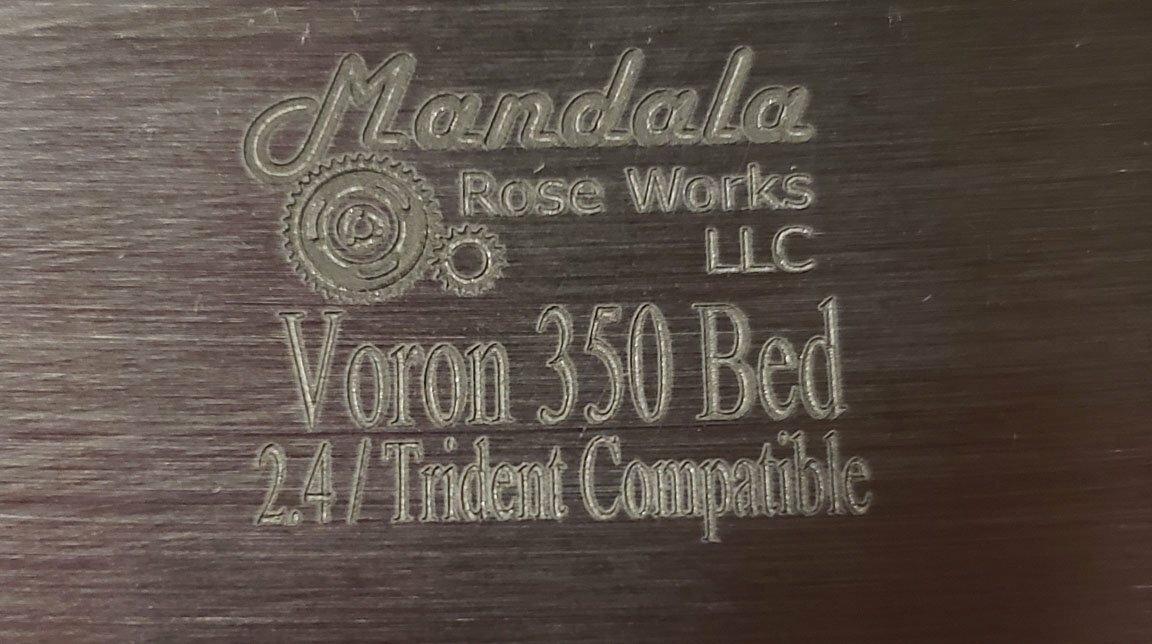 Mandala
Rose Works
LLC
Voron 350 Bed
2.4 / Trident Compatible